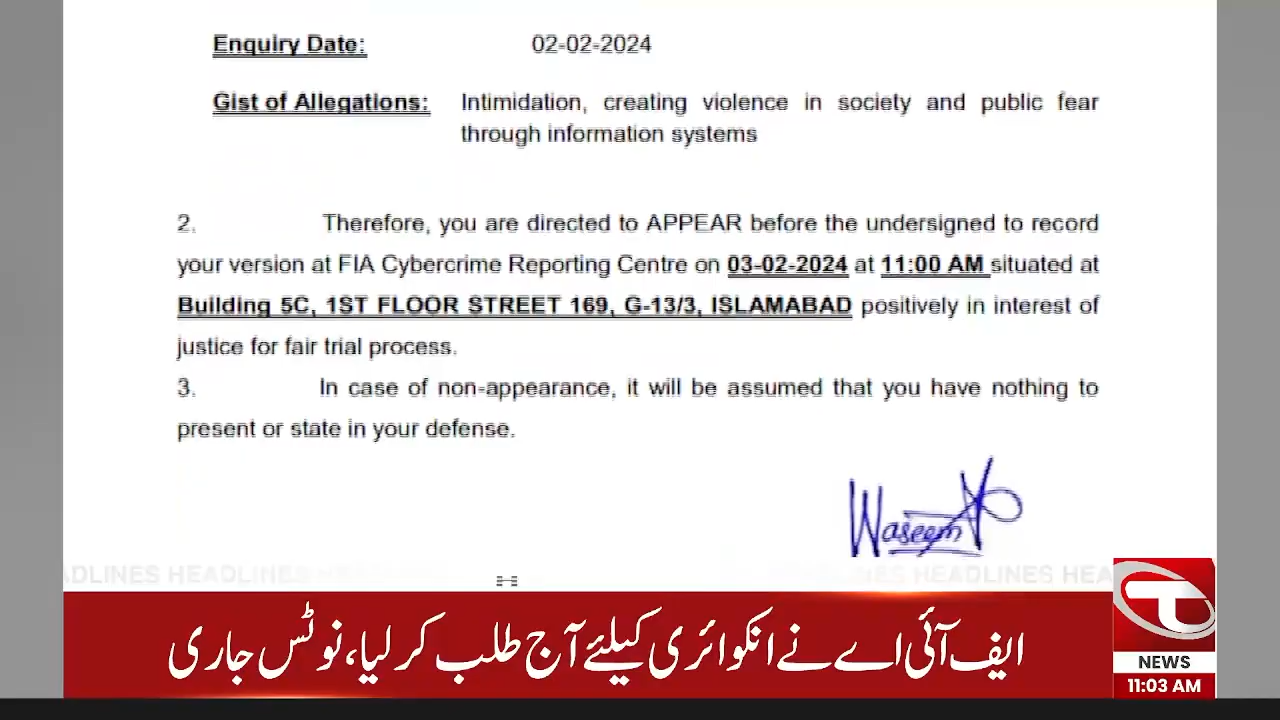 Enquiry Date: 02-02-2024
Gist of Allegations: Intimidation, creating violence in society and public fear
through information systems
2. Therefore, you are directed to APPEAR before the undersigned to record
your version at FIA Cybercrime Reporting Centre on 03-02-2024 at 11:00 AM situated at
Building 5C, 1ST FLOOR STREET 169, G-13/3, ISLAMABAD positively in interest of
justice for fair trial process.
3. In case of non-appearance, it will be assumed that you have nothing to
present or state in your defense.
Waseem
ADLINES HEADLINES HEADLINES HEADLINES HEA
ایف آئی اے نے انکوائری کیلئے آج طلب کر لیا، نوٹس جاری
NEWS
11:03 AM